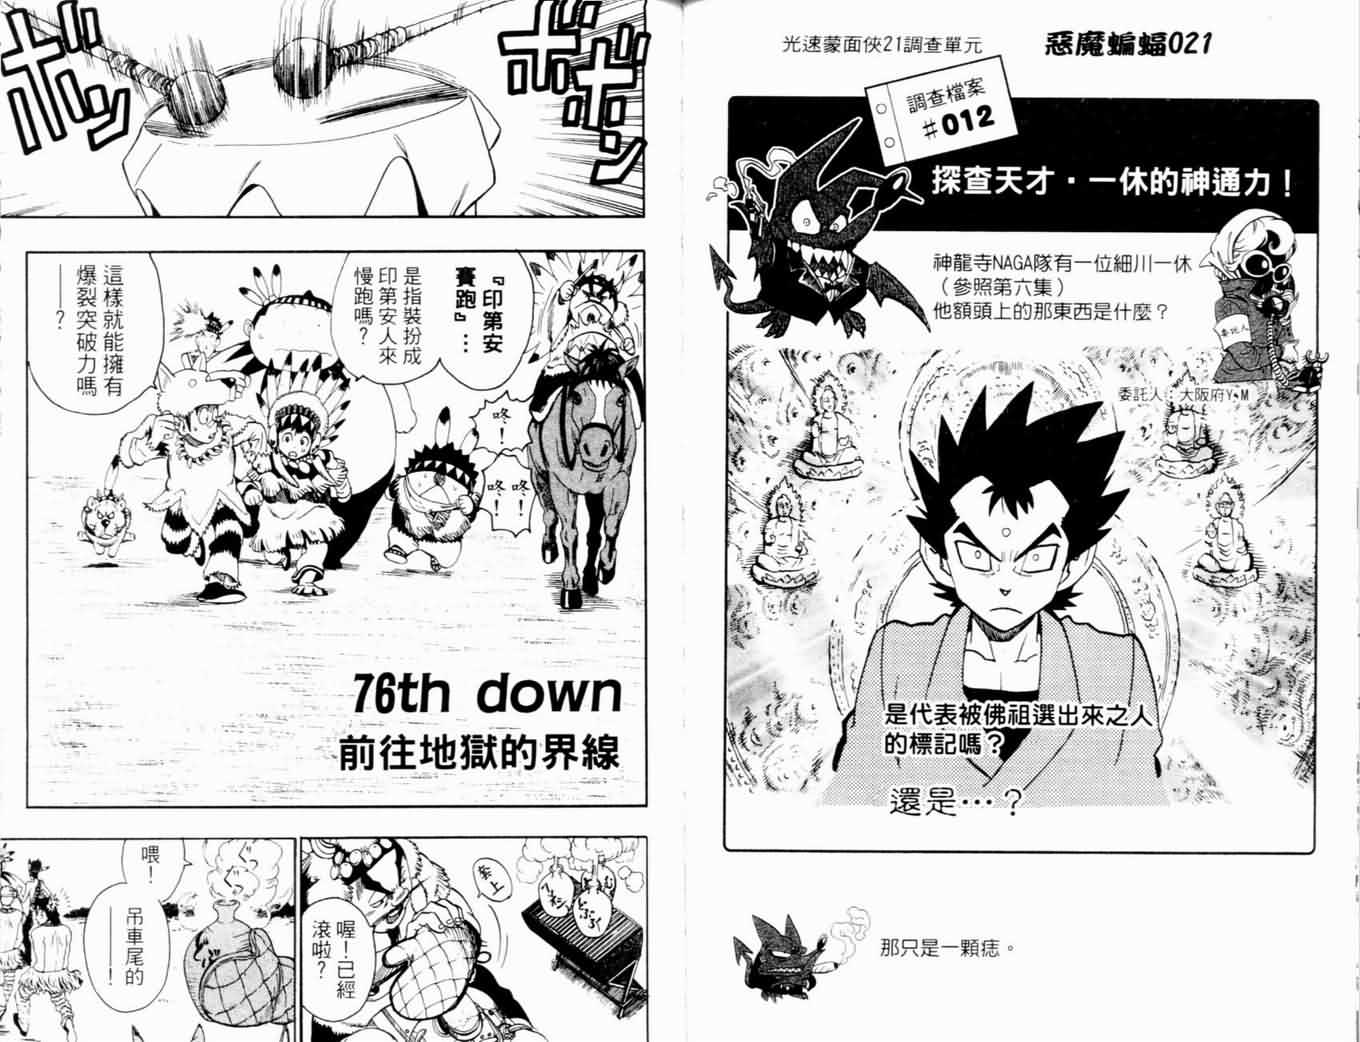 光速蒙面俠21調查單元
惡魔蝙蝠021
調查檔案
#012
探查天才·一休的神通力！
神龍寺NAGA隊有一位細川一休
（參照第六集）
他額頭上的那東西是什麼？
委託人
委託人：大阪府Y·M
是代表被佛祖選出來之人
的標記嗎？
還是…？
那只是一顆痣。
ボボン
ボッ
『印第安
賽跑』…
是指裝扮成
印第安人來
慢跑嗎？
咚！
咚！
咚！
這樣就能擁有
爆裂突破力嗎
——？
76th down
前往地獄的界線
套上
喔！已經
滾啦？
喂！
吊車尾的
——！